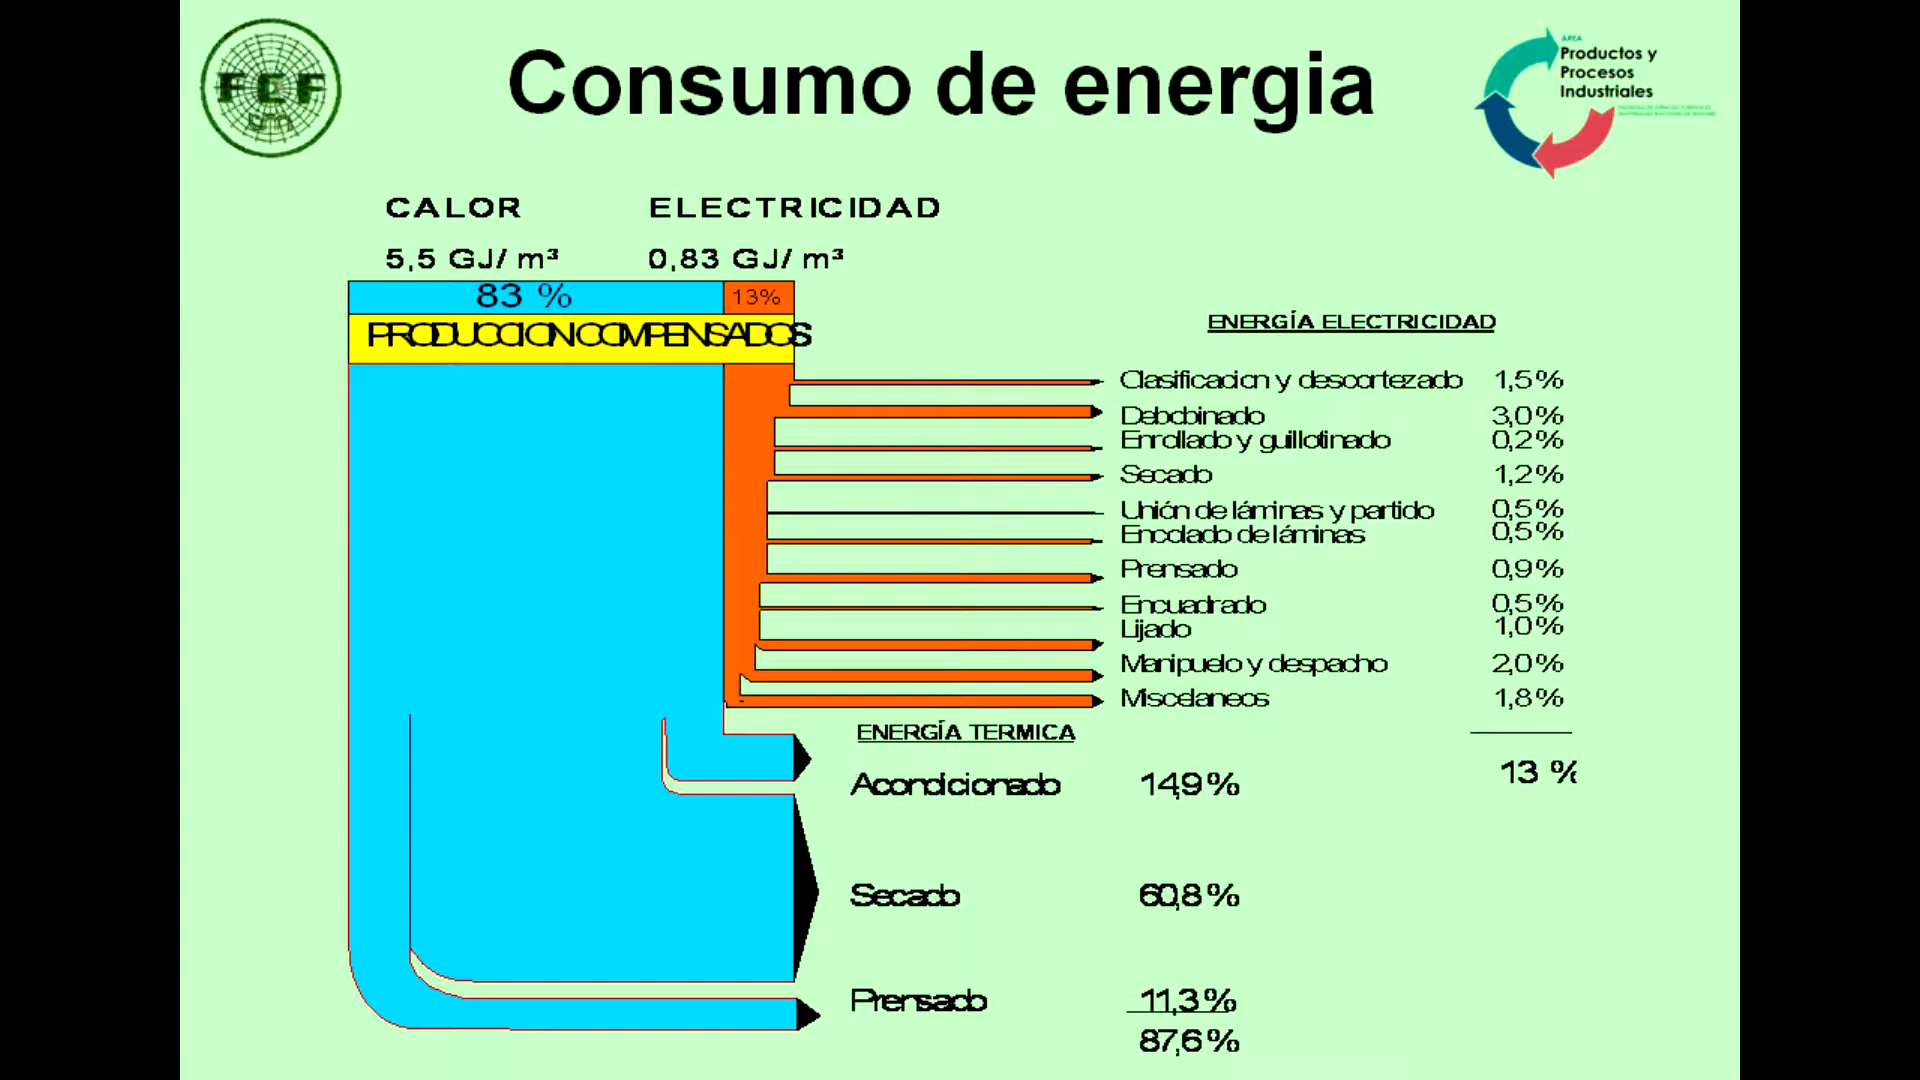 FCF
Consumo de energia
AREA
Productos y
Procesos
Industriales
CALOR
ELECTRICIDAD
5,5 GJ/ m³
0,83 GJ/ m³
83 %
13%
PRODUCCION COMPENSADOS
ENERGÍA ELECTRICIDAD
Clasificacion y descortezado 1,5%
Debobinado 3,0%
Enrollado y guillotinado 0,2%
Secado 1,2%
Unión de láminas y partido 0,5%
Encolado de láminas 0,5%
Prensado 0,9%
Encuadrado 0,5%
Lijado 1,0%
Manipuelo y despacho 2,0%
Miscelaneos 1,8%
13 %
ENERGÍA TERMICA
Acondicionado 14,9%
Secado 60,8%
Prensado 11,3%
87,6%